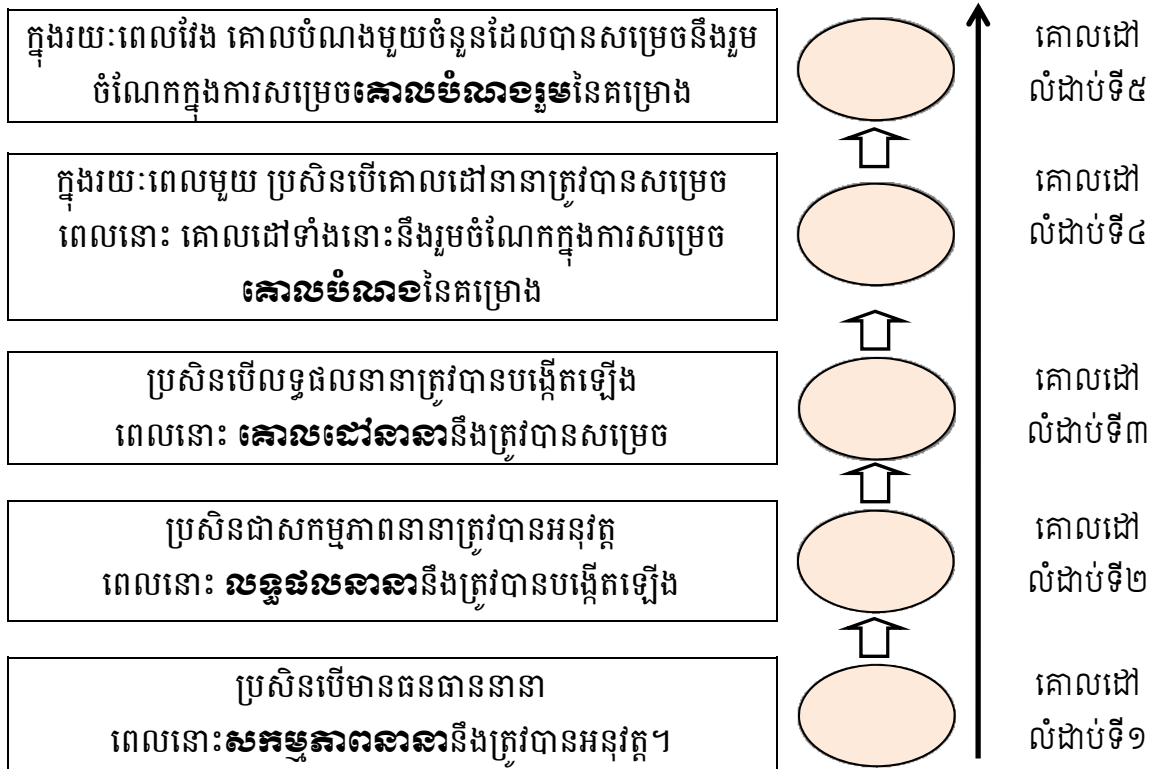 ក្នុងរយៈពេលវែង គោលបំណងមួយចំនួនដែលបានសម្រេចនឹងរួម
ចំណែកក្នុងការសម្រេចគោលបំណងរួមនៃគម្រោង
គោលដៅ
លំដាប់ទី៥
ក្នុងរយៈពេលមួយ ប្រសិនបើគោលដៅនានាត្រូវបានសម្រេច
ពេលនោះ គោលដៅទាំងនោះនឹងរួមចំណែកក្នុងការសម្រេច
គោលបំណងនៃគម្រោង
គោលដៅ
លំដាប់ទី៤
ប្រសិនបើលទ្ធផលនានាត្រូវបានបង្កើតឡើង
ពេលនោះ គោលដៅនានានឹងត្រូវបានសម្រេច
គោលដៅ
លំដាប់ទី៣
ប្រសិនជាសកម្មភាពនានាត្រូវបានអនុវត្ត
ពេលនោះ លទ្ធផលនានានឹងត្រូវបានបង្កើតឡើង
គោលដៅ
លំដាប់ទី២
ប្រសិនបើមានធនធាននានា
ពេលនោះសកម្មភាពនានានឹងត្រូវបានអនុវត្ត។
គោលដៅ
លំដាប់ទី១